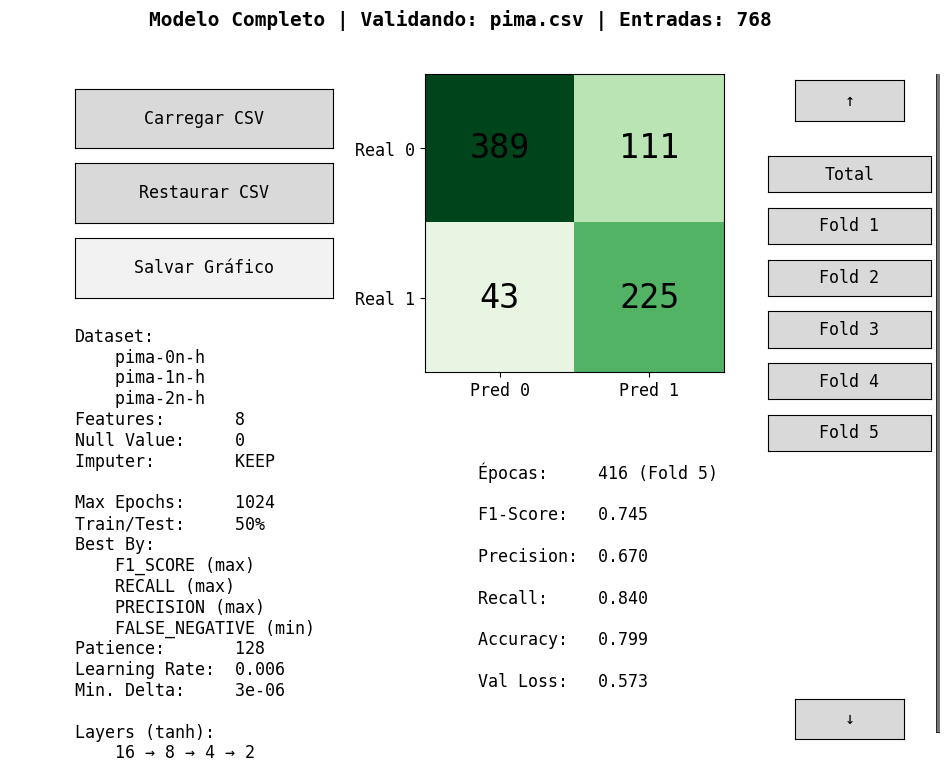 Modelo Completo | Validando: pima.csv | Entradas: 768
Carregar CSV
Restaurar CSV
Salvar Gráfico
Dataset:
    pima-0n-h
    pima-1n-h
    pima-2n-h
Features:       8
Null Value:     0
Imputer:        KEEP
Max Epochs:     1024
Train/Test:     50%
Best By:
    F1_SCORE (max)
    RECALL (max)
    PRECISION (max)
    FALSE_NEGATIVE (min)
Patience:       128
Learning Rate:  0.006
Min. Delta:     3e-06
Layers (tanh):
    16 → 8 → 4 → 2
Real 0 389 111
Real 1 43 225
Pred 0 Pred 1
Épocas:     416 (Fold 5)
F1-Score:   0.745
Precision:  0.670
Recall:     0.840
Accuracy:   0.799
Val Loss:   0.573
↑
Total
Fold 1
Fold 2
Fold 3
Fold 4
Fold 5
↓